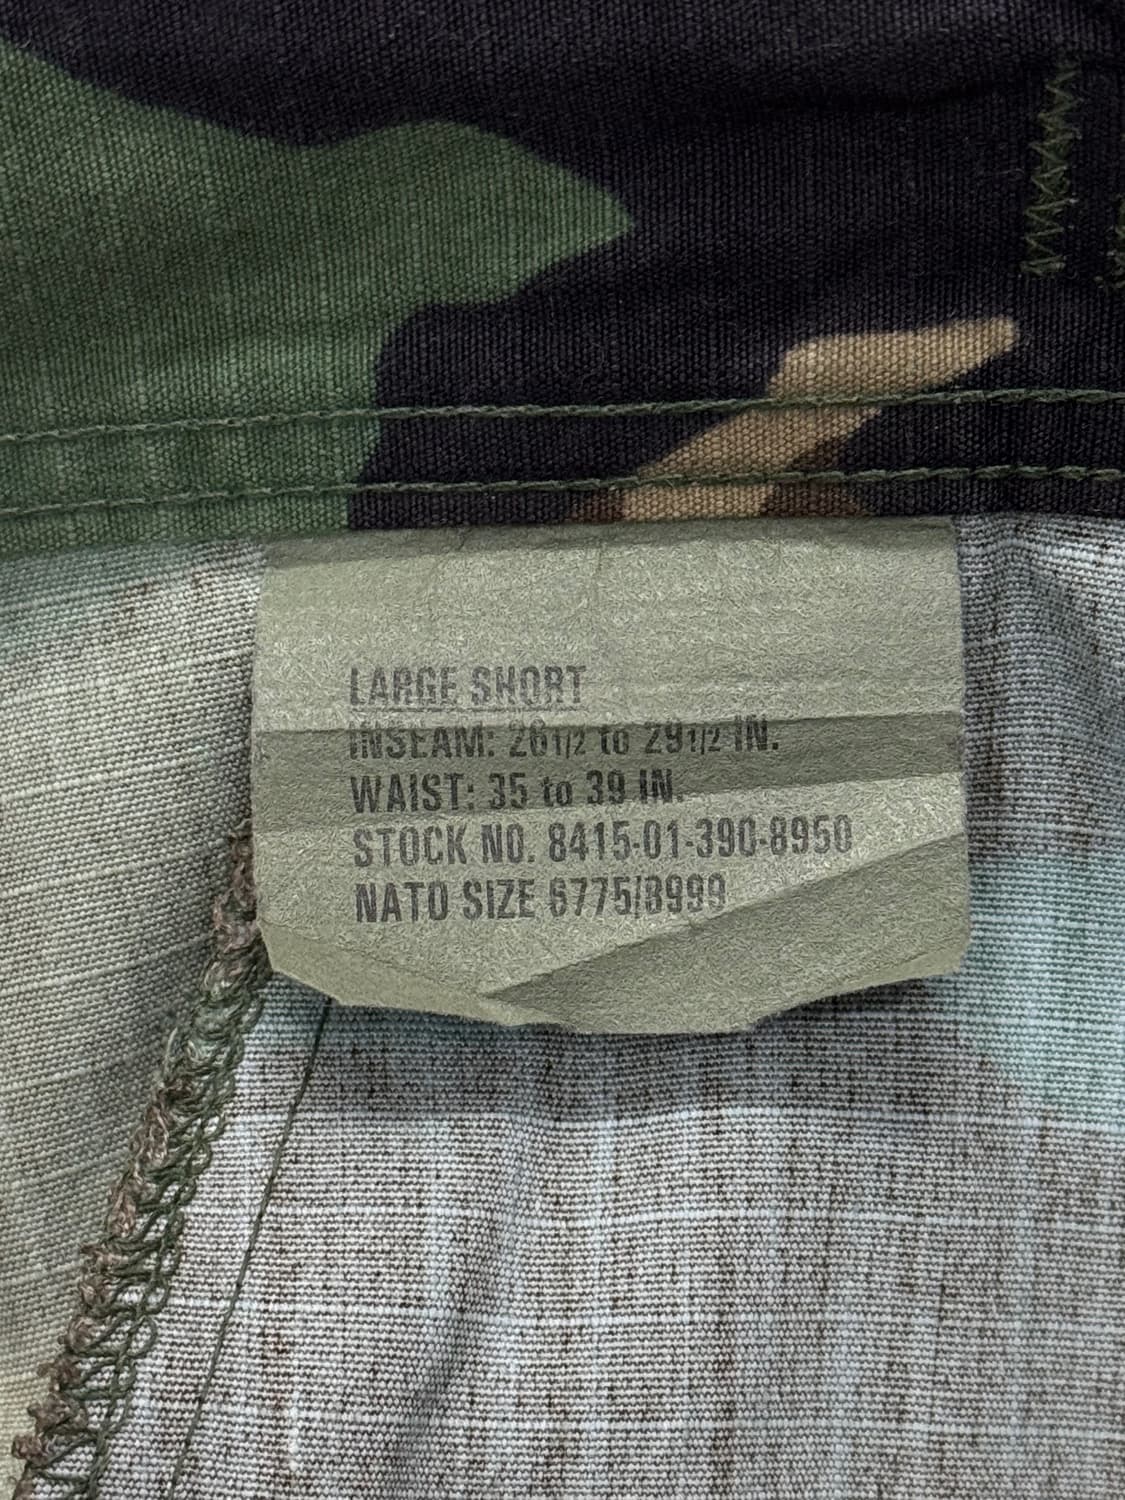 LARGE SHORT
INSEAM: 26 1/2 to 29 1/2 IN.
WAIST: 35 to 39 IN.
STOCK NO. 8415-01-390-8950
NATO SIZE 6775/8999